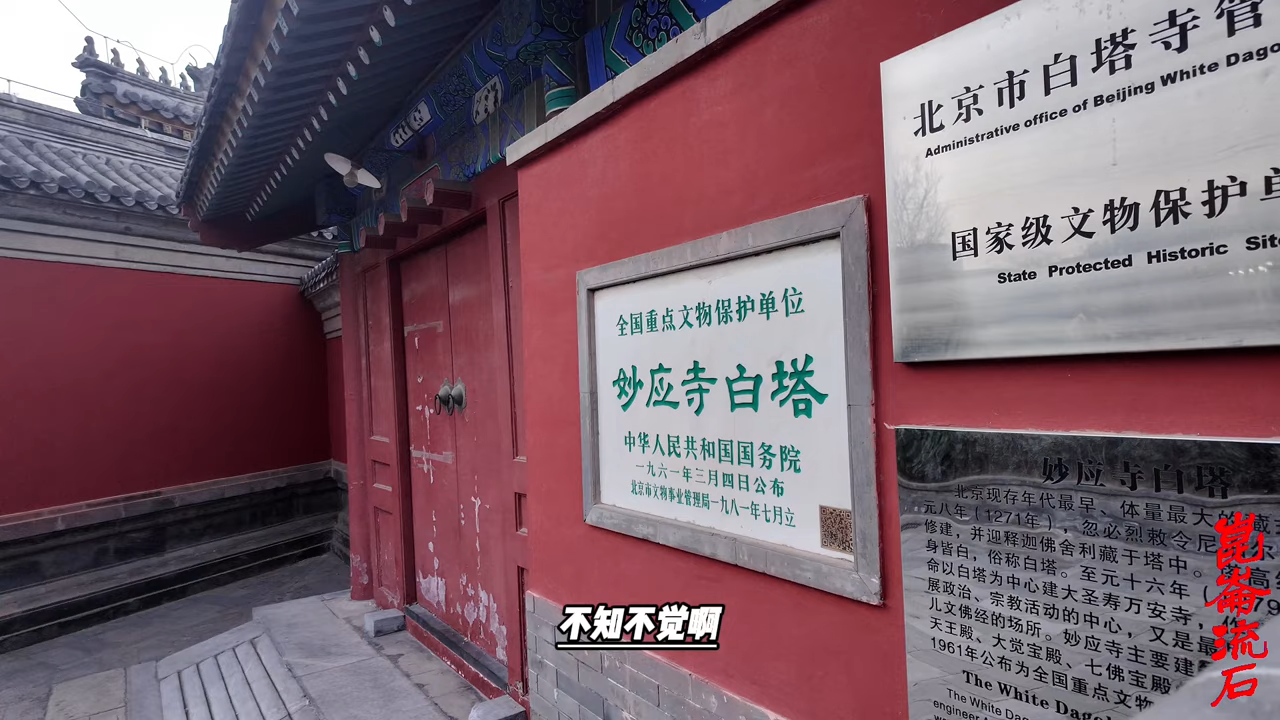 北京市白塔寺管
Administrative office of Beijing White Dago
国家级文物保护单
State Protected Historic Site
全国重点文物保护单位
妙应寺白塔
中华人民共和国国务院
一九六一年三月四日公布
北京市文物事业管理局一九八一年七月立
妙应寺白塔
北京现存年代最早、体量最大的藏
元八年（1271年），忽必烈敕令尼
修建，并迎释迦佛舍利藏于塔中。
身皆白，俗称白塔。至元十六年
命以白塔为中心建大圣寿万安寺，
展政治、宗教活动的中心，又是最
儿文佛经的场所。妙应寺主要建
天王殿、大觉宝殿、七佛宝殿
1961年公布为全国重点文物
The White Dago
The White Dag
engineer
不知不觉啊
崑崙流石